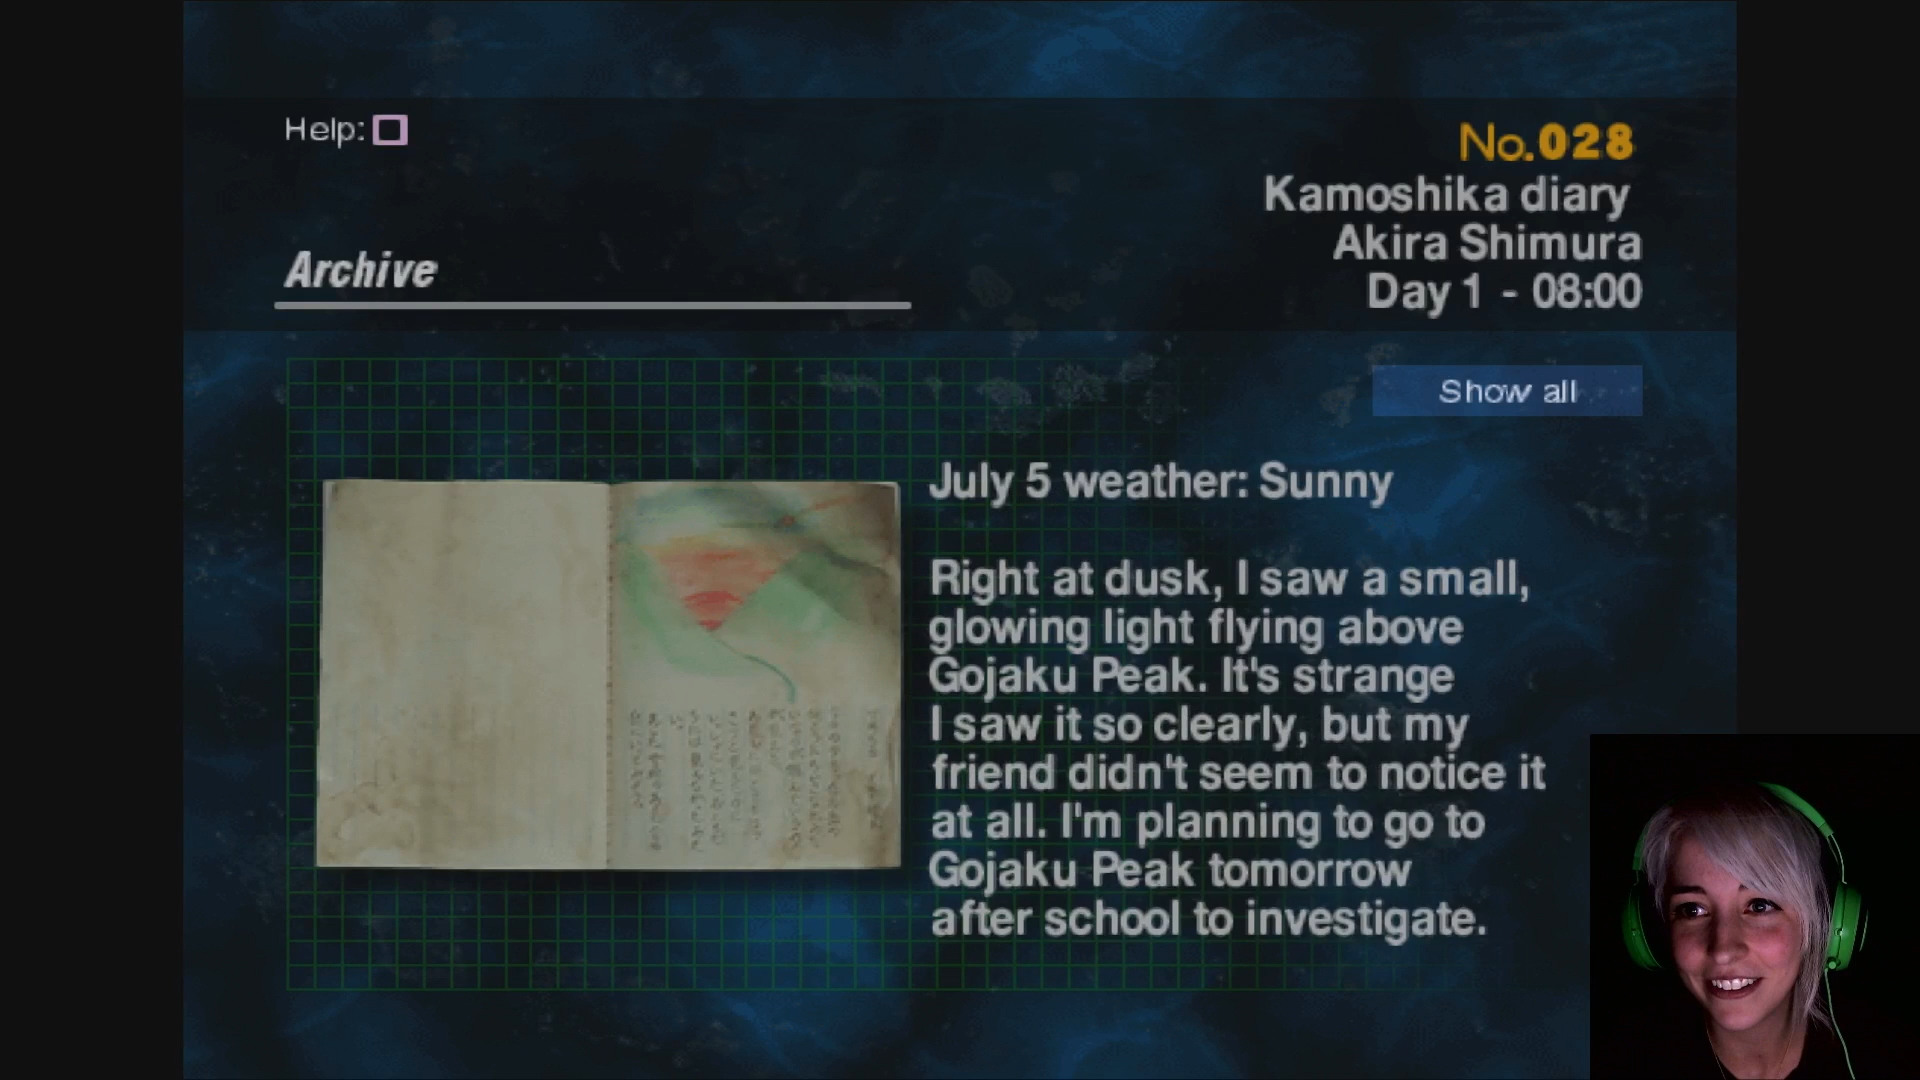 Help:
No.028
Kamoshika diary
Akira Shimura
Archive
Day 1 - 08:00
Show all
July 5 weather: Sunny
Right at dusk, I saw a small,
glowing light flying above
Gojaku Peak. It's strange
I saw it so clearly, but my
friend didn't seem to notice it
at all. I'm planning to go to
Gojaku Peak tomorrow
after school to investigate.